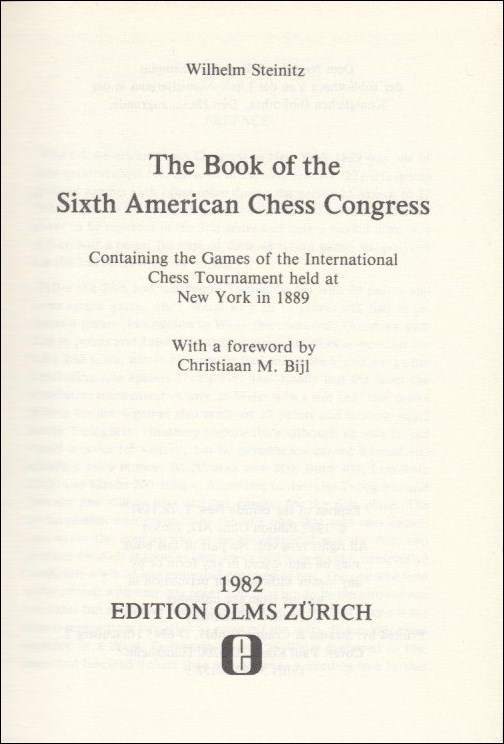 Wilhelm Steinitz
The Book of the
Sixth American Chess Congress
Containing the Games of the International
Chess Tournament held at
New York in 1889
With a foreword by
Christiaan M. Bijl
1982
EDITION OLMS ZÜRICH